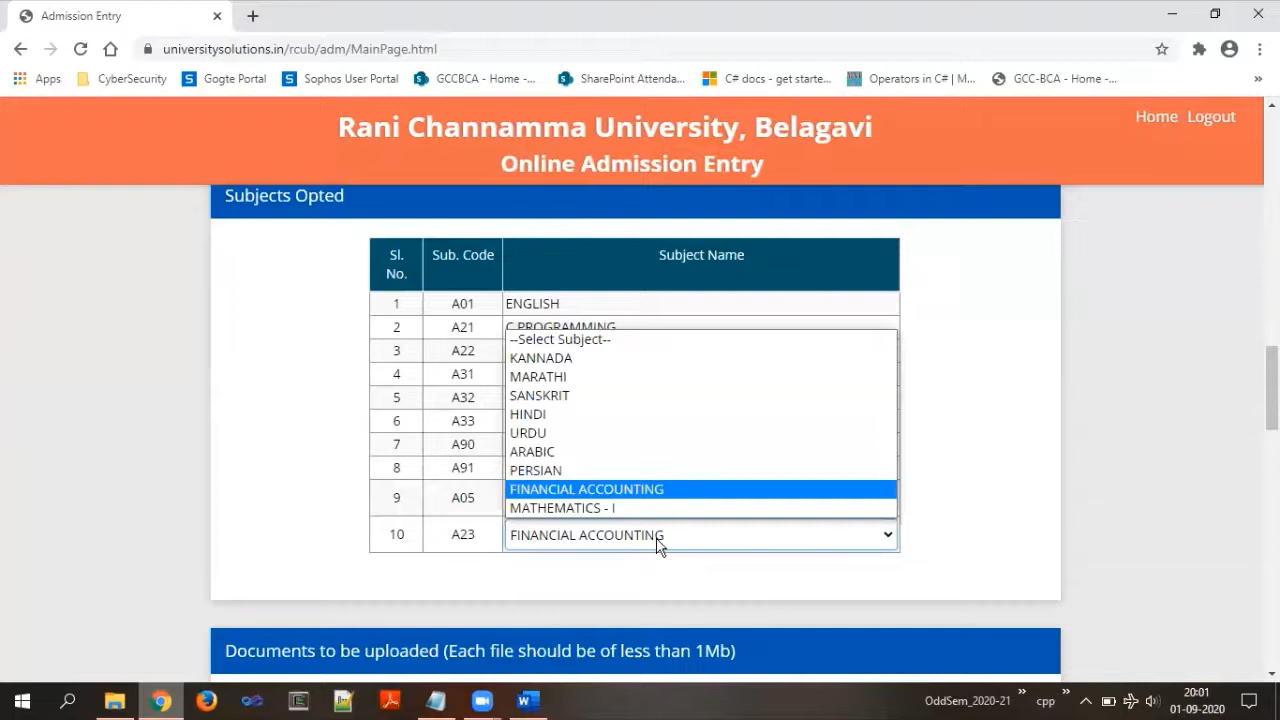 Admission Entry
universitysolutions.in/rcub/adm/MainPage.html
Apps CyberSecurity Gogte Portal Sophos User Portal GCCBCA - Home -... SharePoint Attenda... C# docs - get starte... Operators in C# | M... GCC-BCA - Home -...
Rani Channamma University, Belagavi
Home Logout
Online Admission Entry
Subjects Opted
Sl. No. Sub. Code Subject Name
1 A01 ENGLISH
2 A21 C PROGRAMMING
3 A22
4 A31
5 A32
6 A33
7 A90
8 A91
9 A05
--Select Subject--
KANNADA
MARATHI
SANSKRIT
HINDI
URDU
ARABIC
PERSIAN
FINANCIAL ACCOUNTING
MATHEMATICS - I
10 A23 FINANCIAL ACCOUNTING
Documents to be uploaded (Each file should be of less than 1Mb)
OddSem_2020-21 cpp 20:01
01-09-2020